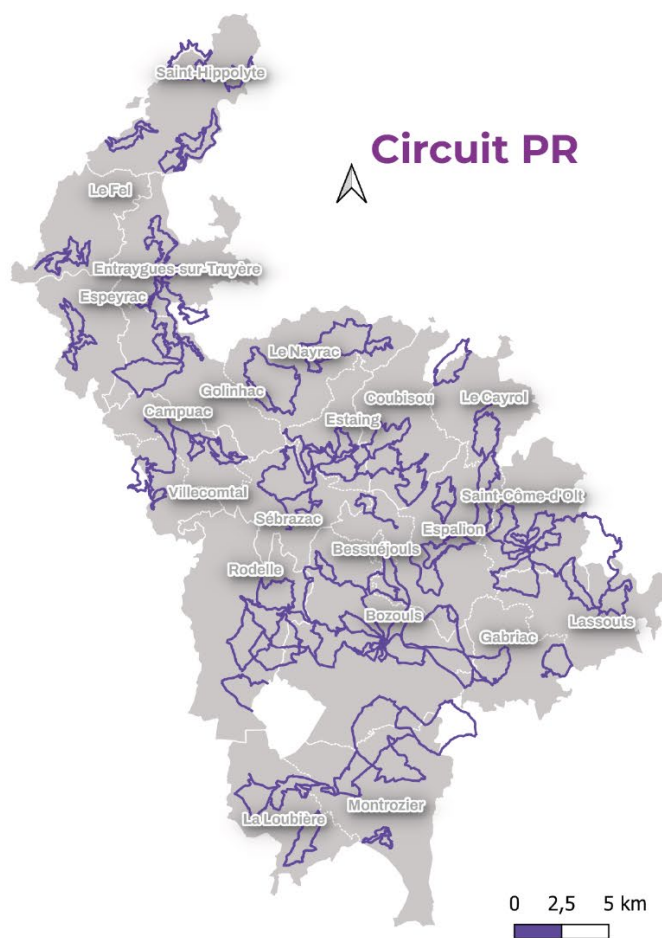 Saint-Hippolyte
Circuit PR
Le Fel
Entraygues-sur-Truyère
Espeyrac
Le Nayrac
Golinhac
Coubisou
Le Cayrol
Campuac
Estaing
Villecomtal
Saint-Côme-d'Olt
Sébrazac
Espalion
Bessuéjouls
Rodelle
Bozouls
Lassouts
Gabriac
Montrozier
La Loubière
0 2,5 5 km